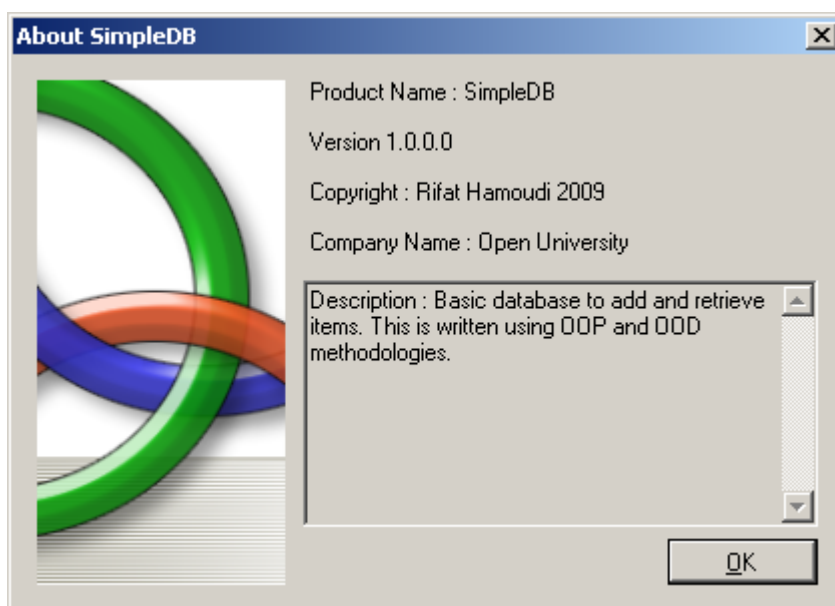 About SimpleDB
Product Name : SimpleDB
Version 1.0.0.0
Copyright : Rifat Hamoudi 2009
Company Name : Open University
Description : Basic database to add and retrieve
items. This is written using OOP and OOD
methodologies.
OK